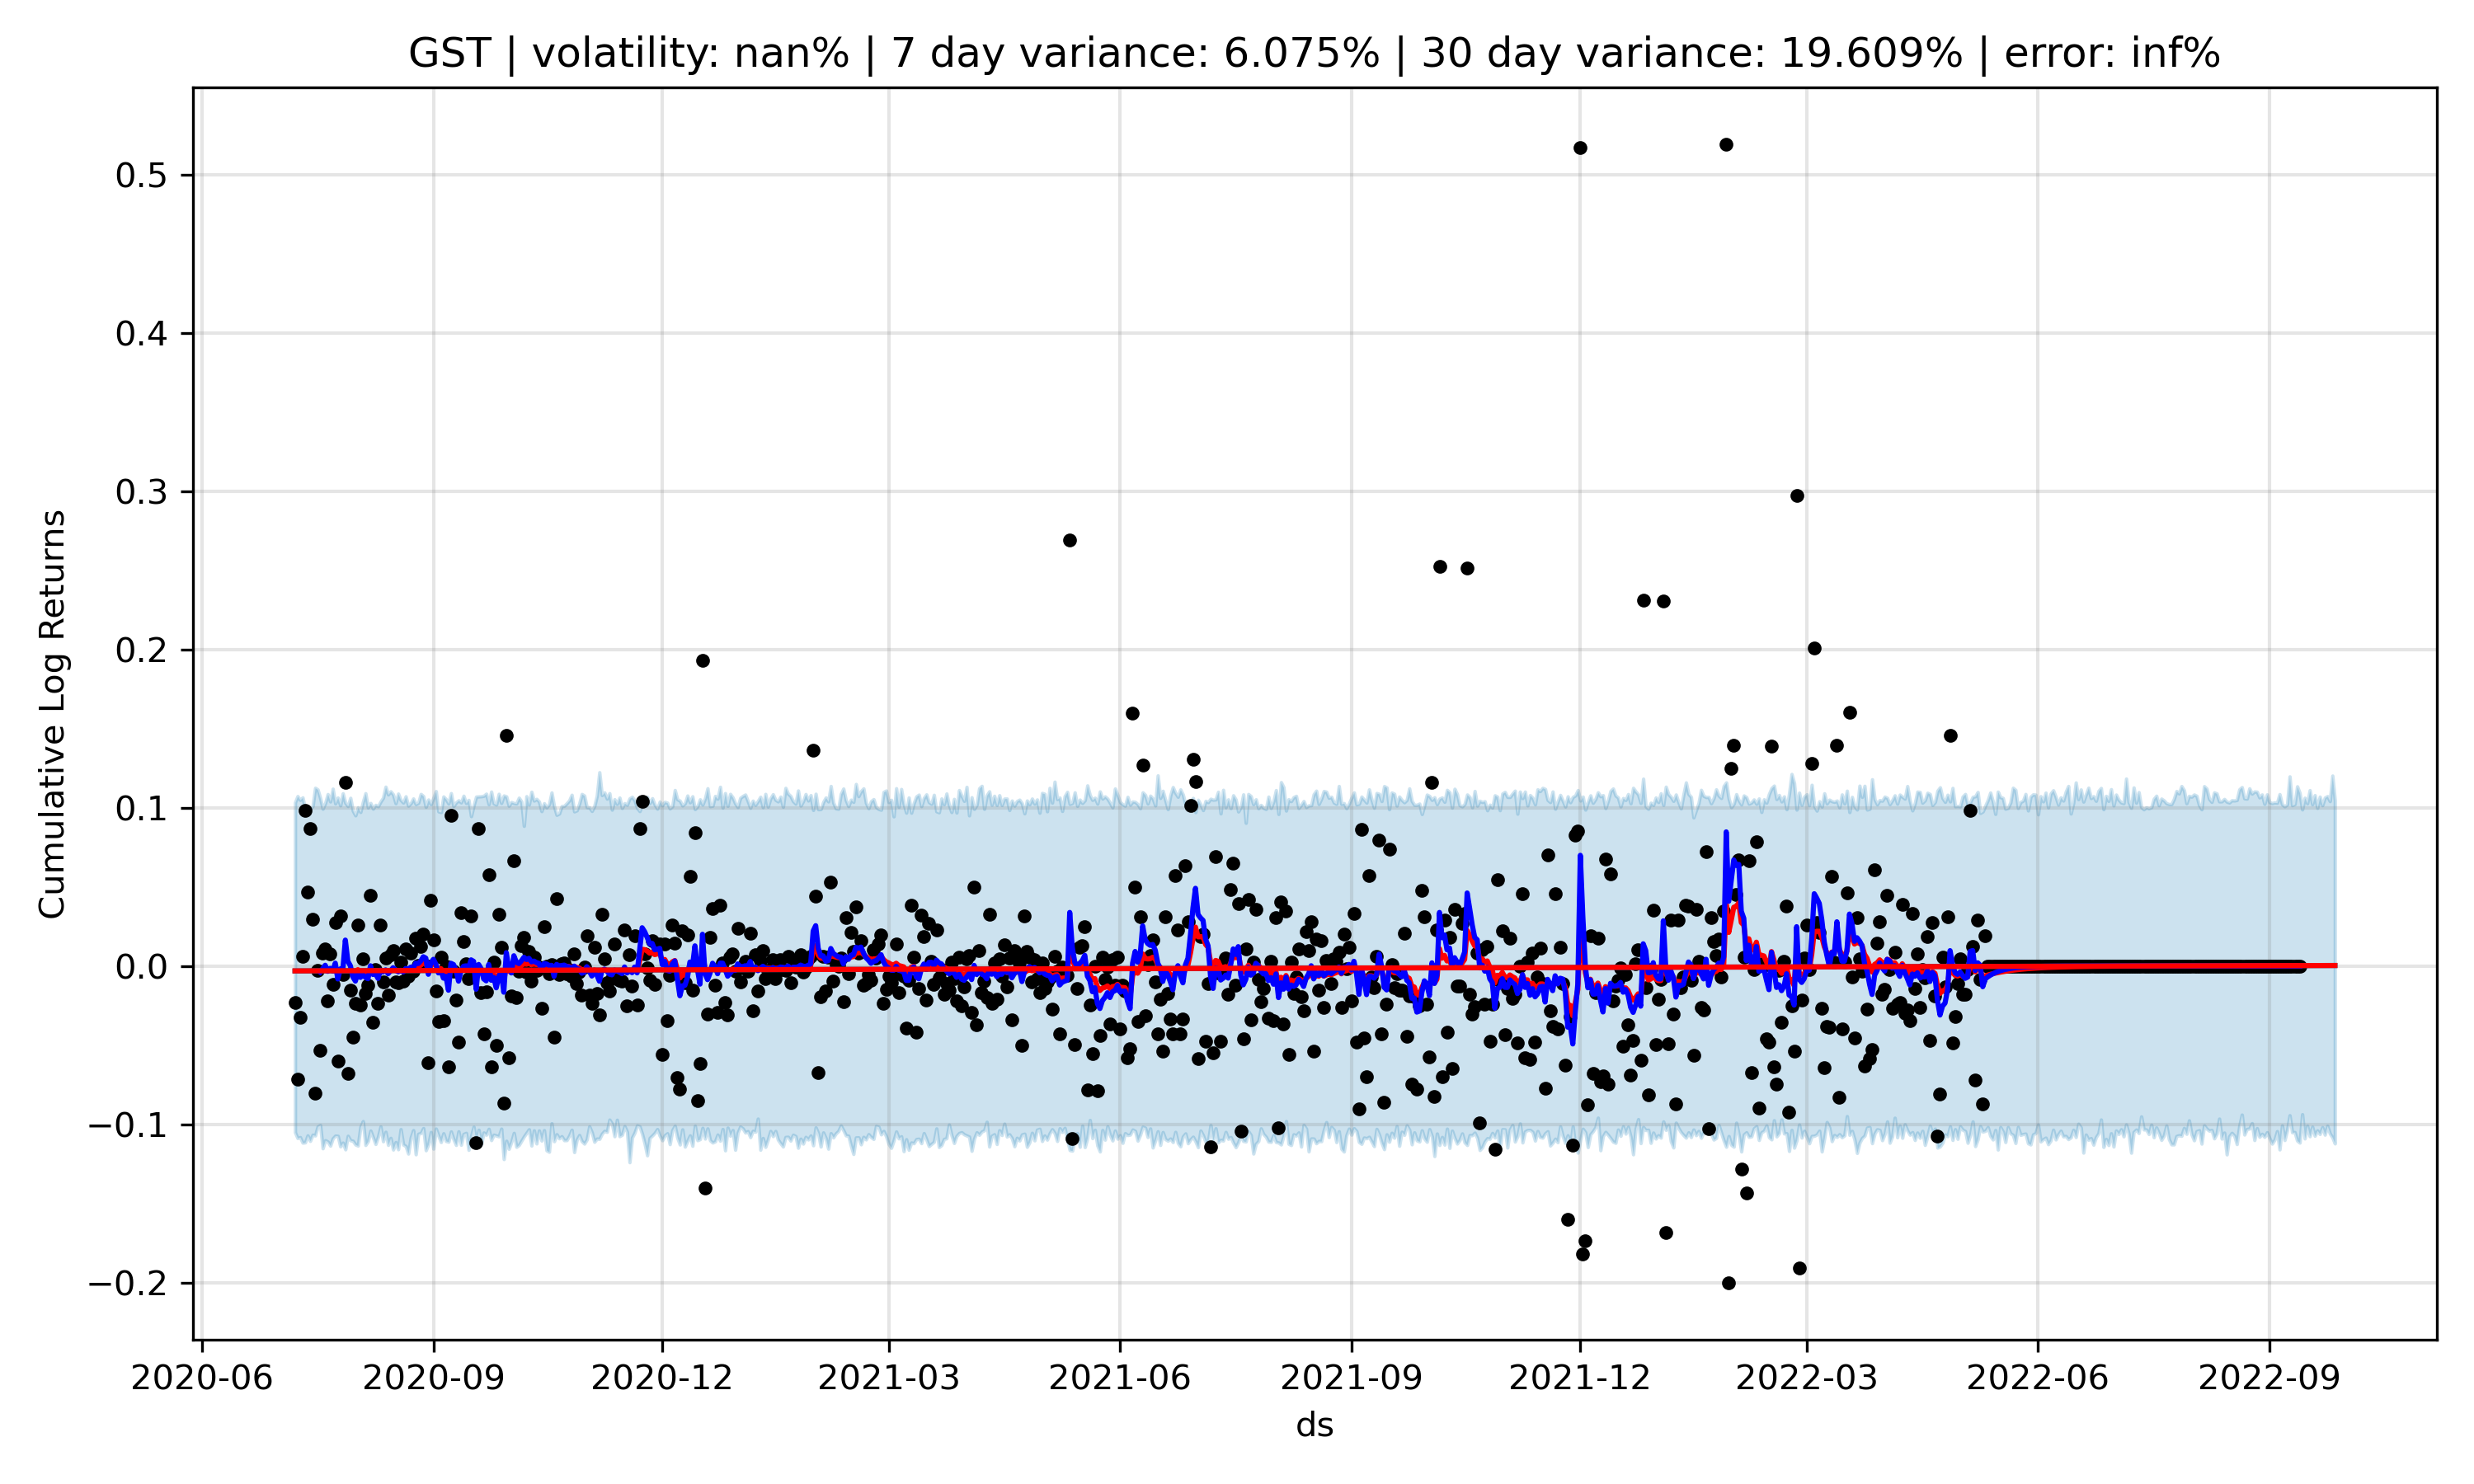 GST | volatility: nan% | 7 day variance: 6.075% | 30 day variance: 19.609% | error: inf%
0.5
0.4
0.3
0.2
0.1
0.0
−0.1
−0.2
Cumulative Log Returns
2020-06 2020-09 2020-12 2021-03 2021-06 2021-09 2021-12 2022-03 2022-06 2022-09
ds